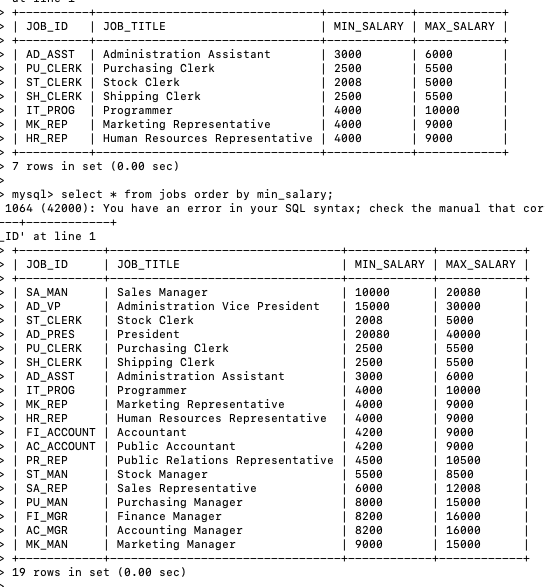 at line 1
> +------------+---------------------------------+------------+------------+
> | JOB_ID | JOB_TITLE | MIN_SALARY | MAX_SALARY |
> +------------+---------------------------------+------------+------------+
> | AD_ASST | Administration Assistant | 3000 | 6000 |
> | PU_CLERK | Purchasing Clerk | 2500 | 5500 |
> | ST_CLERK | Stock Clerk | 2008 | 5000 |
> | SH_CLERK | Shipping Clerk | 2500 | 5500 |
> | IT_PROG | Programmer | 4000 | 10000 |
> | MK_REP | Marketing Representative | 4000 | 9000 |
> | HR_REP | Human Resources Representative | 4000 | 9000 |
> +------------+---------------------------------+------------+------------+
> 7 rows in set (0.00 sec)
>
> mysql> select * from jobs order by min_salary;
1064 (42000): You have an error in your SQL syntax; check the manual that cor
---+------------+
_ID' at line 1
> +------------+---------------------------------+------------+------------+
> | JOB_ID | JOB_TITLE | MIN_SALARY | MAX_SALARY |
> +------------+---------------------------------+------------+------------+
> | SA_MAN | Sales Manager | 10000 | 20080 |
> | AD_VP | Administration Vice President | 15000 | 30000 |
> | ST_CLERK | Stock Clerk | 2008 | 5000 |
> | AD_PRES | President | 20080 | 40000 |
> | PU_CLERK | Purchasing Clerk | 2500 | 5500 |
> | SH_CLERK | Shipping Clerk | 2500 | 5500 |
> | AD_ASST | Administration Assistant | 3000 | 6000 |
> | IT_PROG | Programmer | 4000 | 10000 |
> | MK_REP | Marketing Representative | 4000 | 9000 |
> | HR_REP | Human Resources Representative | 4000 | 9000 |
> | FI_ACCOUNT | Accountant | 4200 | 9000 |
> | AC_ACCOUNT | Public Accountant | 4200 | 9000 |
> | PR_REP | Public Relations Representative | 4500 | 10500 |
> | ST_MAN | Stock Manager | 5500 | 8500 |
> | SA_REP | Sales Representative | 6000 | 12008 |
> | PU_MAN | Purchasing Manager | 8000 | 15000 |
> | FI_MGR | Finance Manager | 8200 | 16000 |
> | AC_MGR | Accounting Manager | 8200 | 16000 |
> | MK_MAN | Marketing Manager | 9000 | 15000 |
> +------------+---------------------------------+------------+------------+
> 19 rows in set (0.00 sec)
>